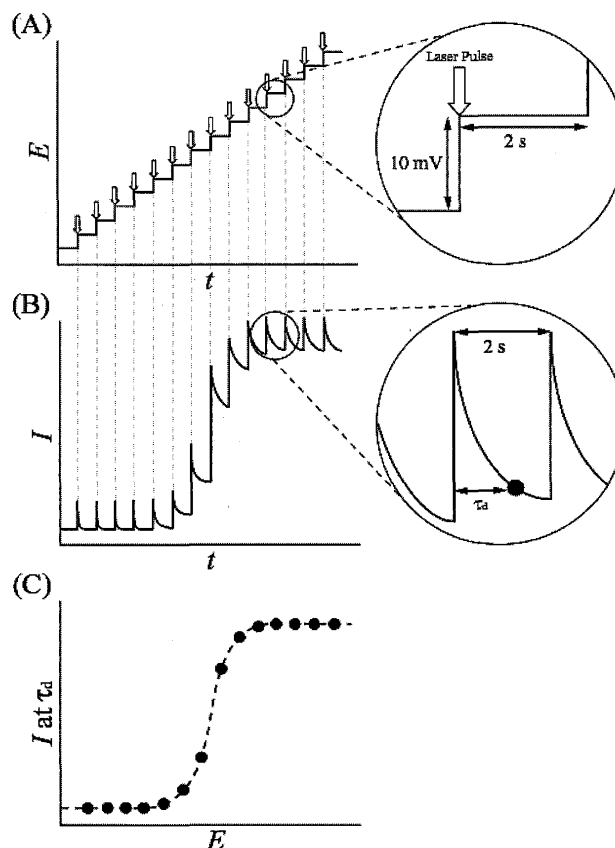 (A)
Laser Pulse
10 mV
2 s
E
t
(B)
2 s
τd
I
t
(C)
I at τd
E